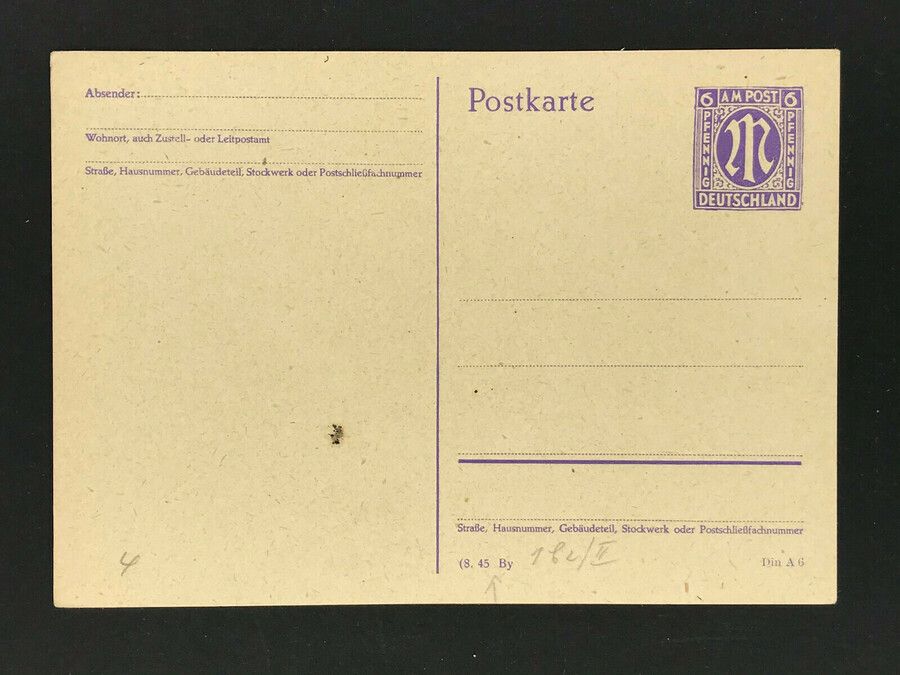 Absender:
Wohnort, auch Zustell- oder Leitpostamt
Straße, Hausnummer, Gebäudeteil, Stockwerk oder Postschließfachnummer
4
Postkarte
6 AM POST 6
PFENNIG
M
PFENNIG
DEUTSCHLAND
Straße, Hausnummer, Gebäudeteil, Stockwerk oder Postschließfachnummer
(8. 45 By
Din A 6